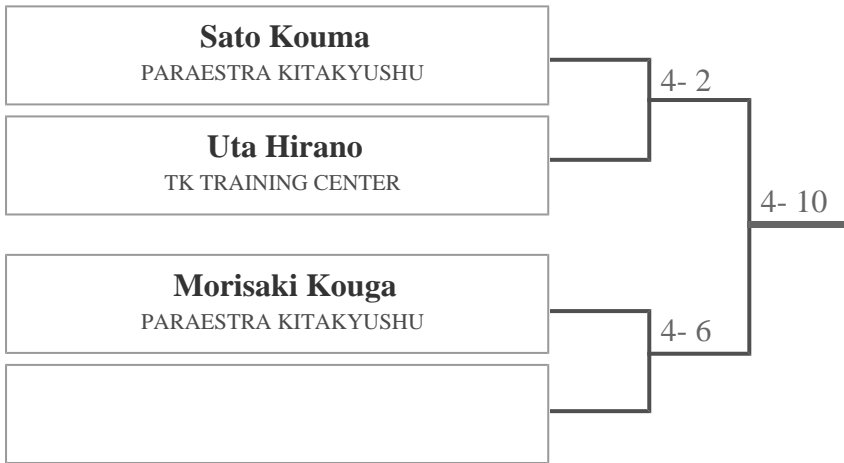 Sato Kouma
PARAESTRA KITAKYUSHU
4- 2
Uta Hirano
TK TRAINING CENTER
4- 10
Morisaki Kouga
PARAESTRA KITAKYUSHU
4- 6